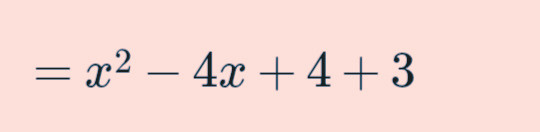 = x² − 4x + 4 + 3